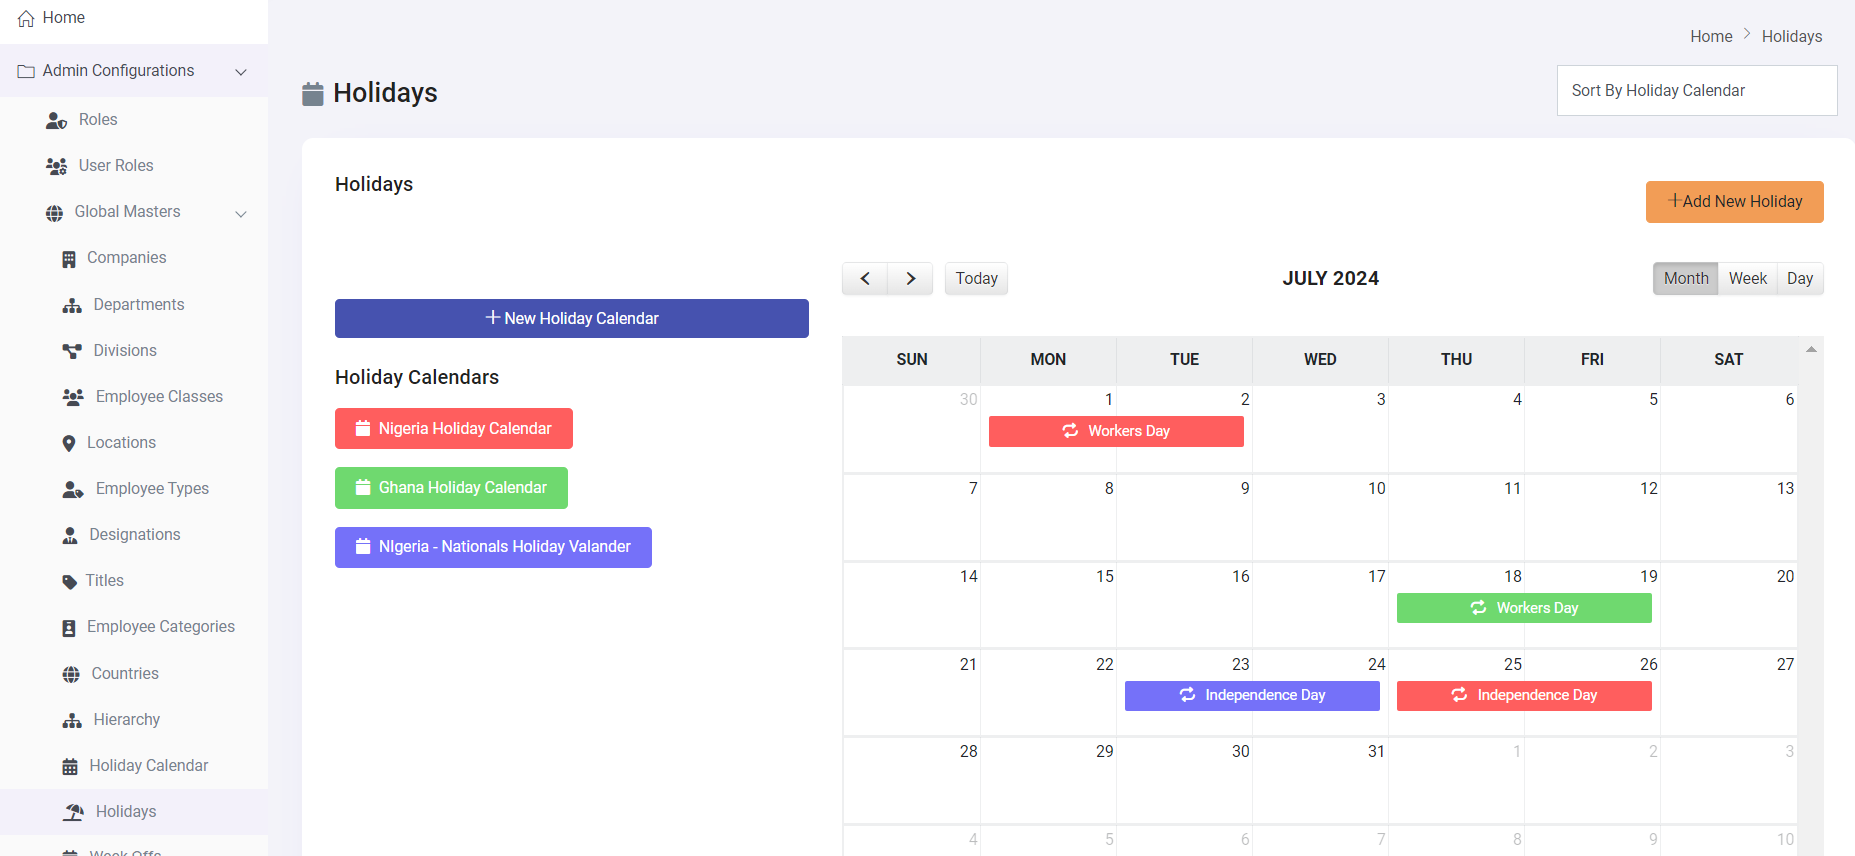 Home
Admin Configurations
Roles
User Roles
Global Masters
Companies
Departments
Divisions
Employee Classes
Locations
Employee Types
Designations
Titles
Employee Categories
Countries
Hierarchy
Holiday Calendar
Holidays
Week Offs
Home > Holidays
Holidays
Sort By Holiday Calendar
Holidays
+Add New Holiday
+ New Holiday Calendar
Holiday Calendars
Nigeria Holiday Calendar
Ghana Holiday Calendar
NIgeria - Nationals Holiday Valander
< > Today JULY 2024 Month Week Day
SUN MON TUE WED THU FRI SAT
30 1 2 3 4 5 6
Workers Day
7 8 9 10 11 12 13
14 15 16 17 18 19 20
Workers Day
21 22 23 24 25 26 27
Independence Day Independence Day
28 29 30 31 1 2 3
4 5 6 7 8 9 10